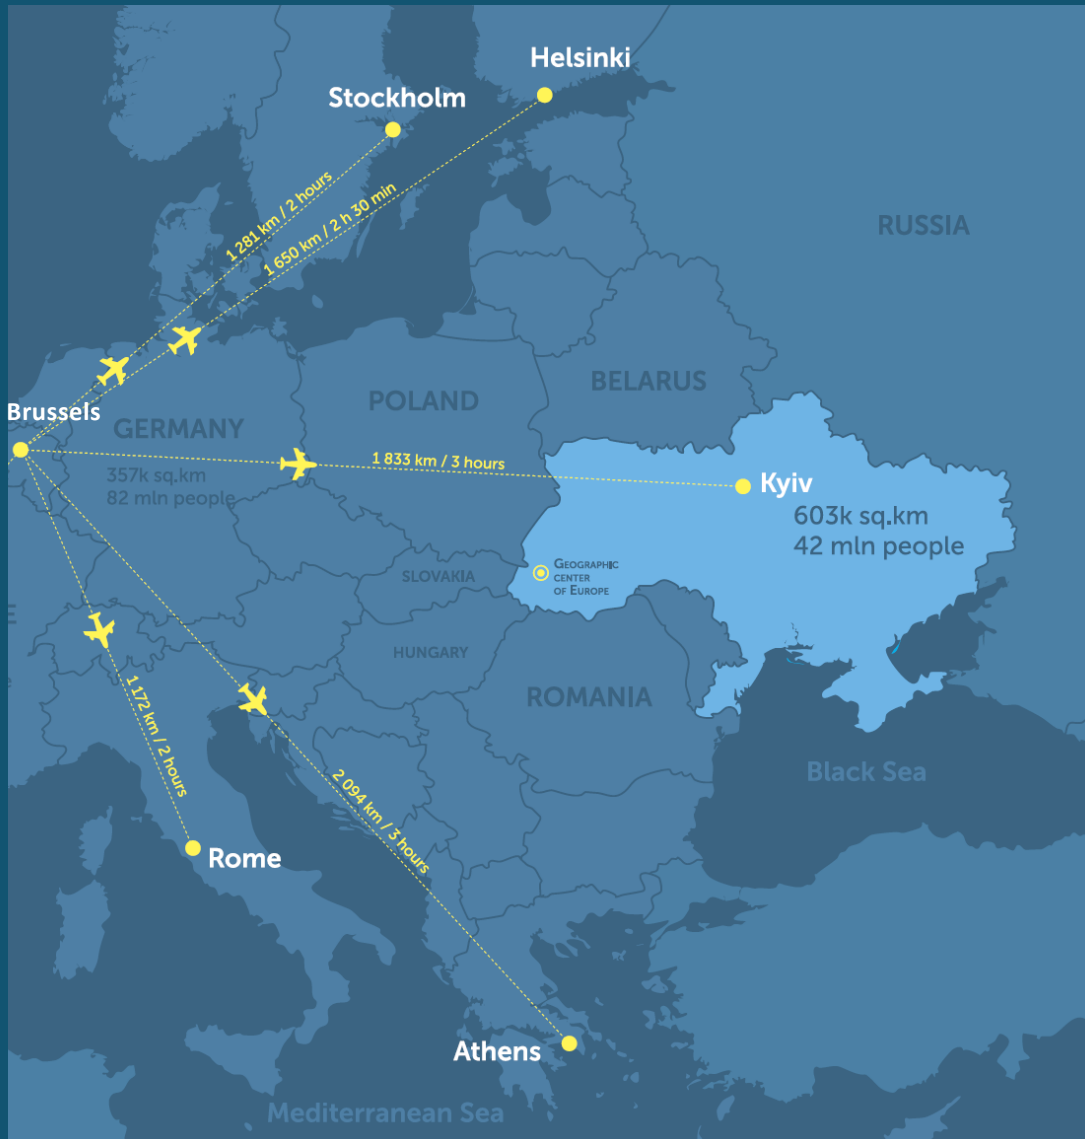 Helsinki
Stockholm
1 281 km / 2 hours
1 650 km / 2 h 30 min
RUSSIA
BELARUS
POLAND
Brussels
GERMANY
357k sq.km
82 mln people
1 833 km / 3 hours
Kyiv
603k sq.km
42 mln people
GEOGRAPHIC
CENTER
OF EUROPE
SLOVAKIA
HUNGARY
ROMANIA
1 172 km / 2 hours
2 094 km / 3 hours
Black Sea
Rome
Athens
Mediterranean Sea